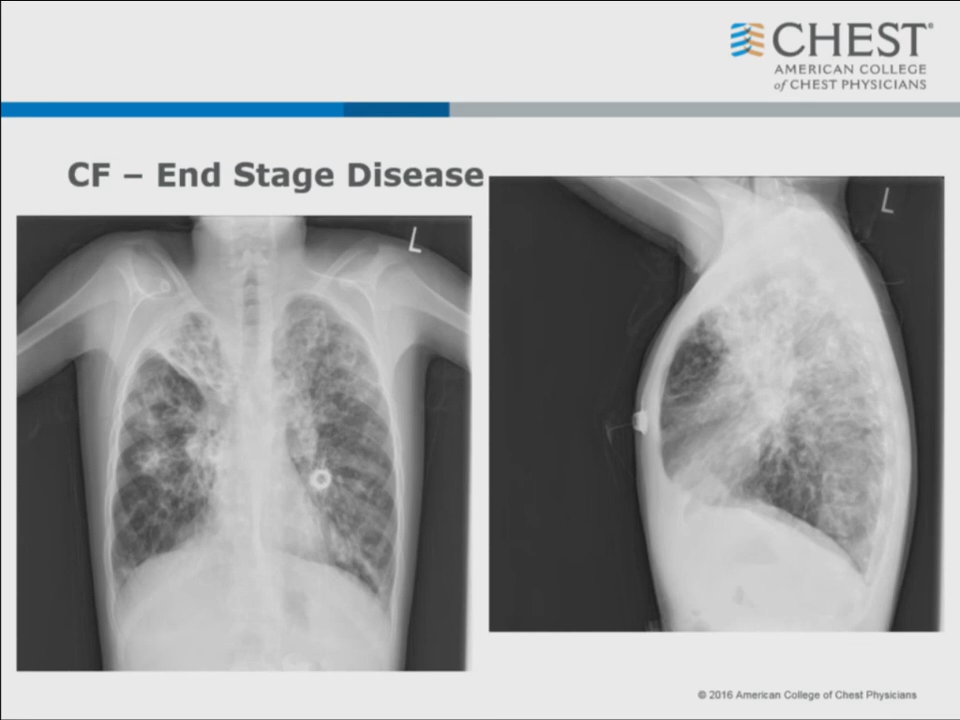 CHEST®
AMERICAN COLLEGE
of CHEST PHYSICIANS
CF – End Stage Disease
L
L
© 2016 American College of Chest Physicians